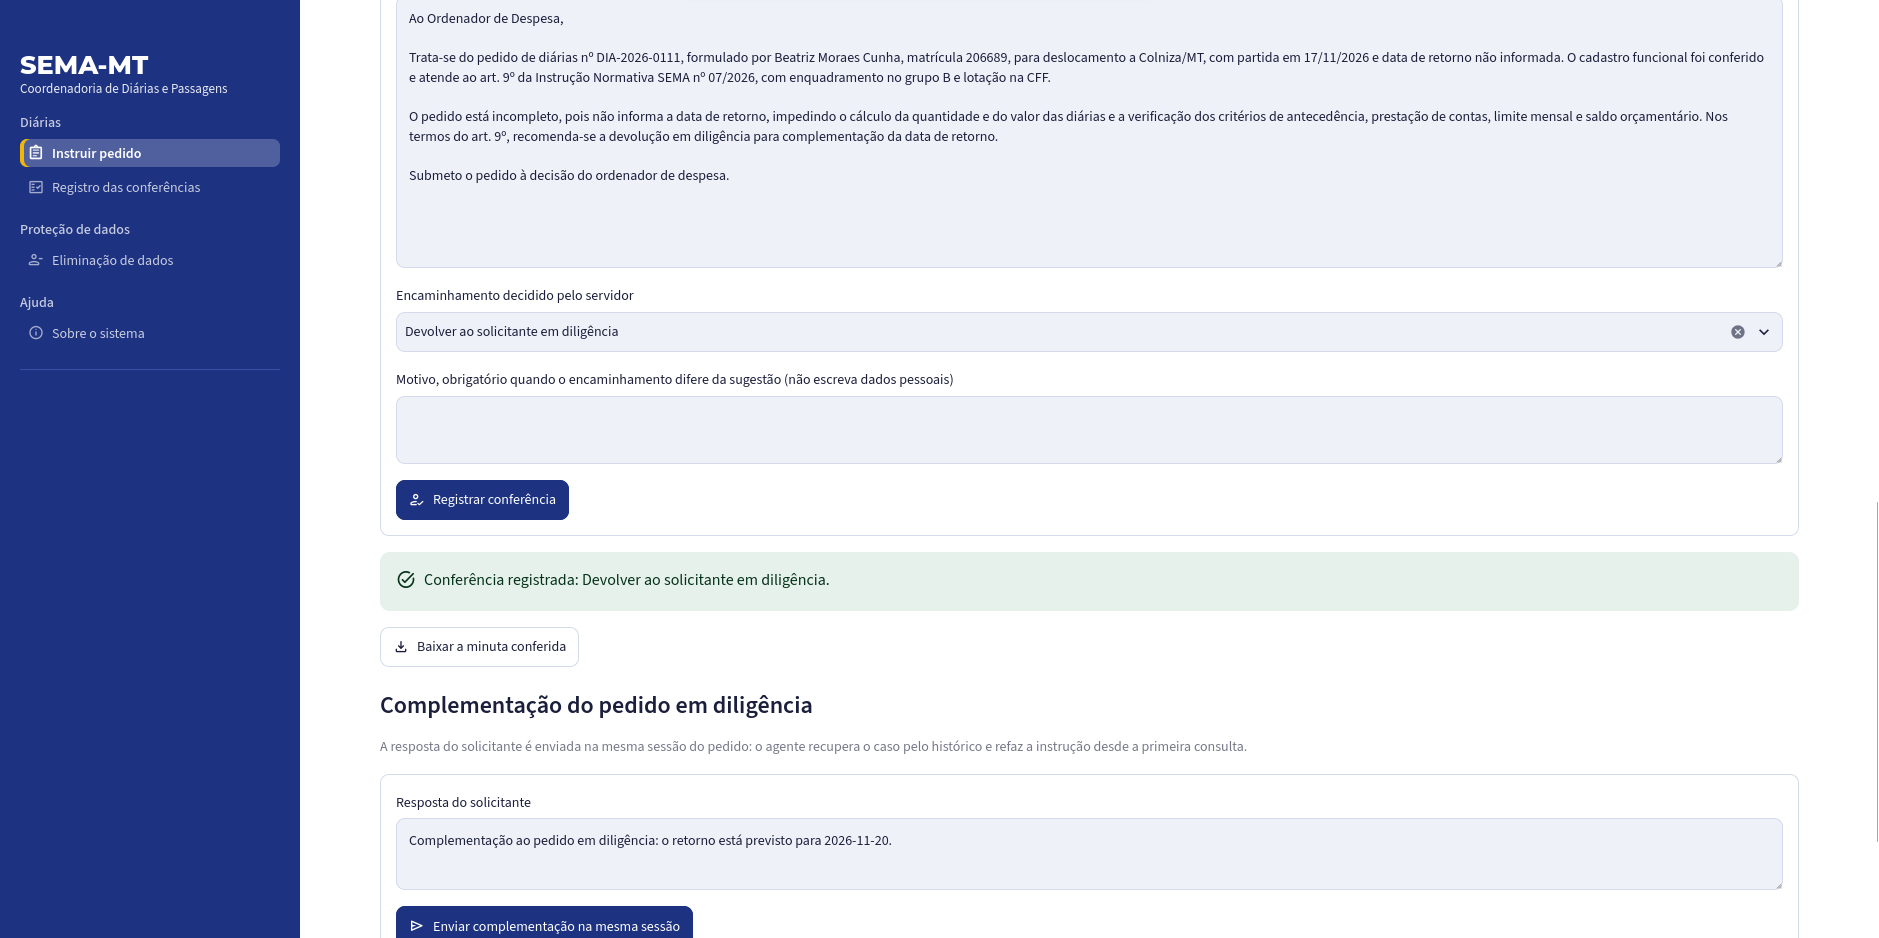 SEMA-MT
Coordenadoria de Diárias e Passagens
Diárias
Instruir pedido
Registro das conferências
Proteção de dados
Eliminação de dados
Ajuda
Sobre o sistema
Ao Ordenador de Despesa,
Trata-se do pedido de diárias nº DIA-2026-0111, formulado por Beatriz Moraes Cunha, matrícula 206689, para deslocamento a Colniza/MT, com partida em 17/11/2026 e data de retorno não informada. O cadastro funcional foi conferido
e atende ao art. 9º da Instrução Normativa SEMA nº 07/2026, com enquadramento no grupo B e lotação na CFF.
O pedido está incompleto, pois não informa a data de retorno, impedindo o cálculo da quantidade e do valor das diárias e a verificação dos critérios de antecedência, prestação de contas, limite mensal e saldo orçamentário. Nos
termos do art. 9º, recomenda-se a devolução em diligência para complementação da data de retorno.
Submeto o pedido à decisão do ordenador de despesa.
Encaminhamento decidido pelo servidor
Devolver ao solicitante em diligência
Motivo, obrigatório quando o encaminhamento difere da sugestão (não escreva dados pessoais)
Registrar conferência
Conferência registrada: Devolver ao solicitante em diligência.
Baixar a minuta conferida
Complementação do pedido em diligência
A resposta do solicitante é enviada na mesma sessão do pedido: o agente recupera o caso pelo histórico e refaz a instrução desde a primeira consulta.
Resposta do solicitante
Complementação ao pedido em diligência: o retorno está previsto para 2026-11-20.
Enviar complementação na mesma sessão